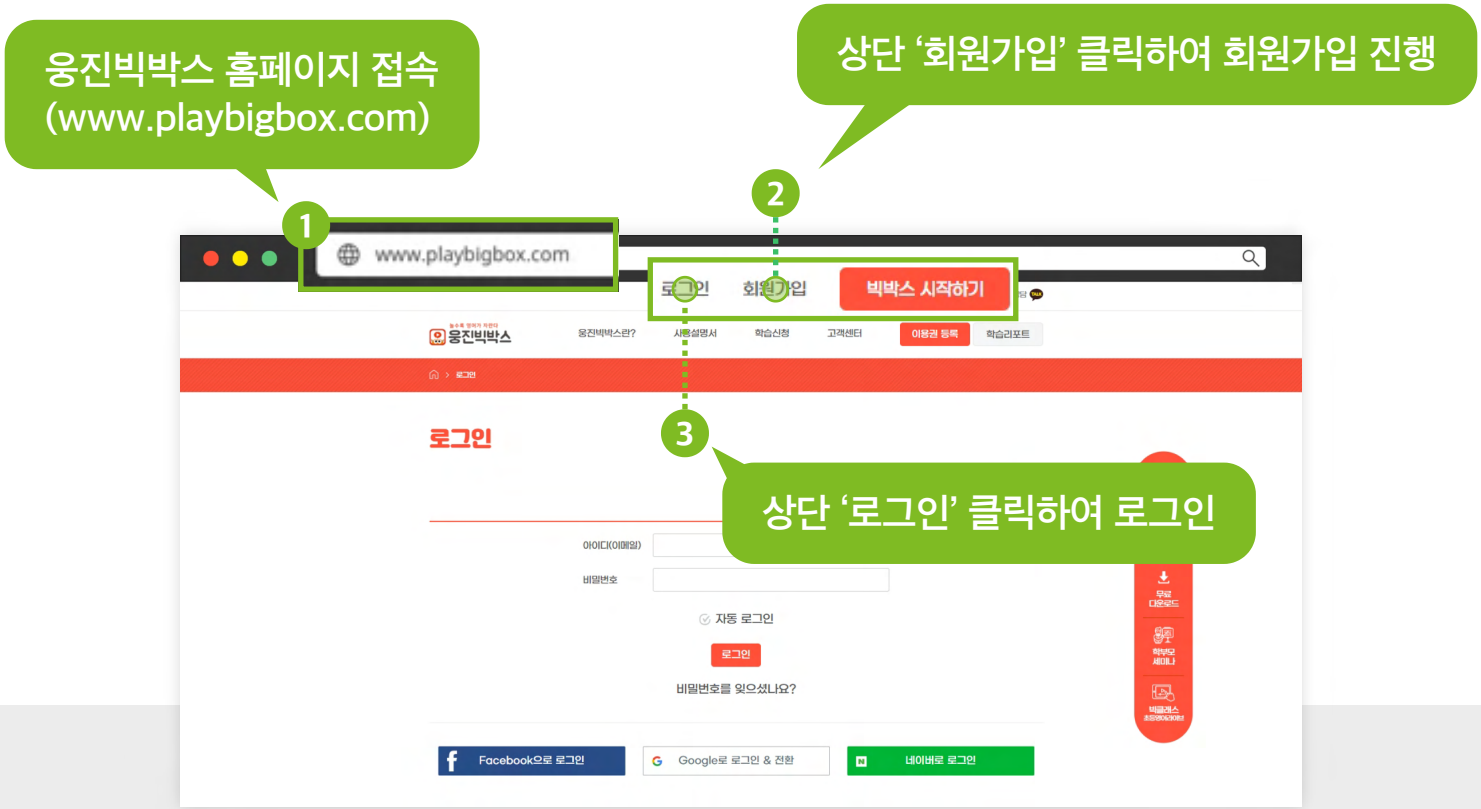 웅진빅박스 홈페이지 접속
(www.playbigbox.com)
상단 ‘회원가입’ 클릭하여 회원가입 진행
1
2
www.playbigbox.com
로그인 회원가입 빅박스 시작하기
TALK
웅진빅박스
웅진빅박스란? 사용설명서 학습신청 고객센터 이용권 등록 학습리포트
> 로그인
로그인
3
상단 ‘로그인’ 클릭하여 로그인
아이디(이메일)
비밀번호
자동 로그인
로그인
비밀번호를 잊으셨나요?
무료
다운로드
학부모
세미나
빅클래스
f Facebook으로 로그인
G Google로 로그인 & 전환
N 네이버로 로그인